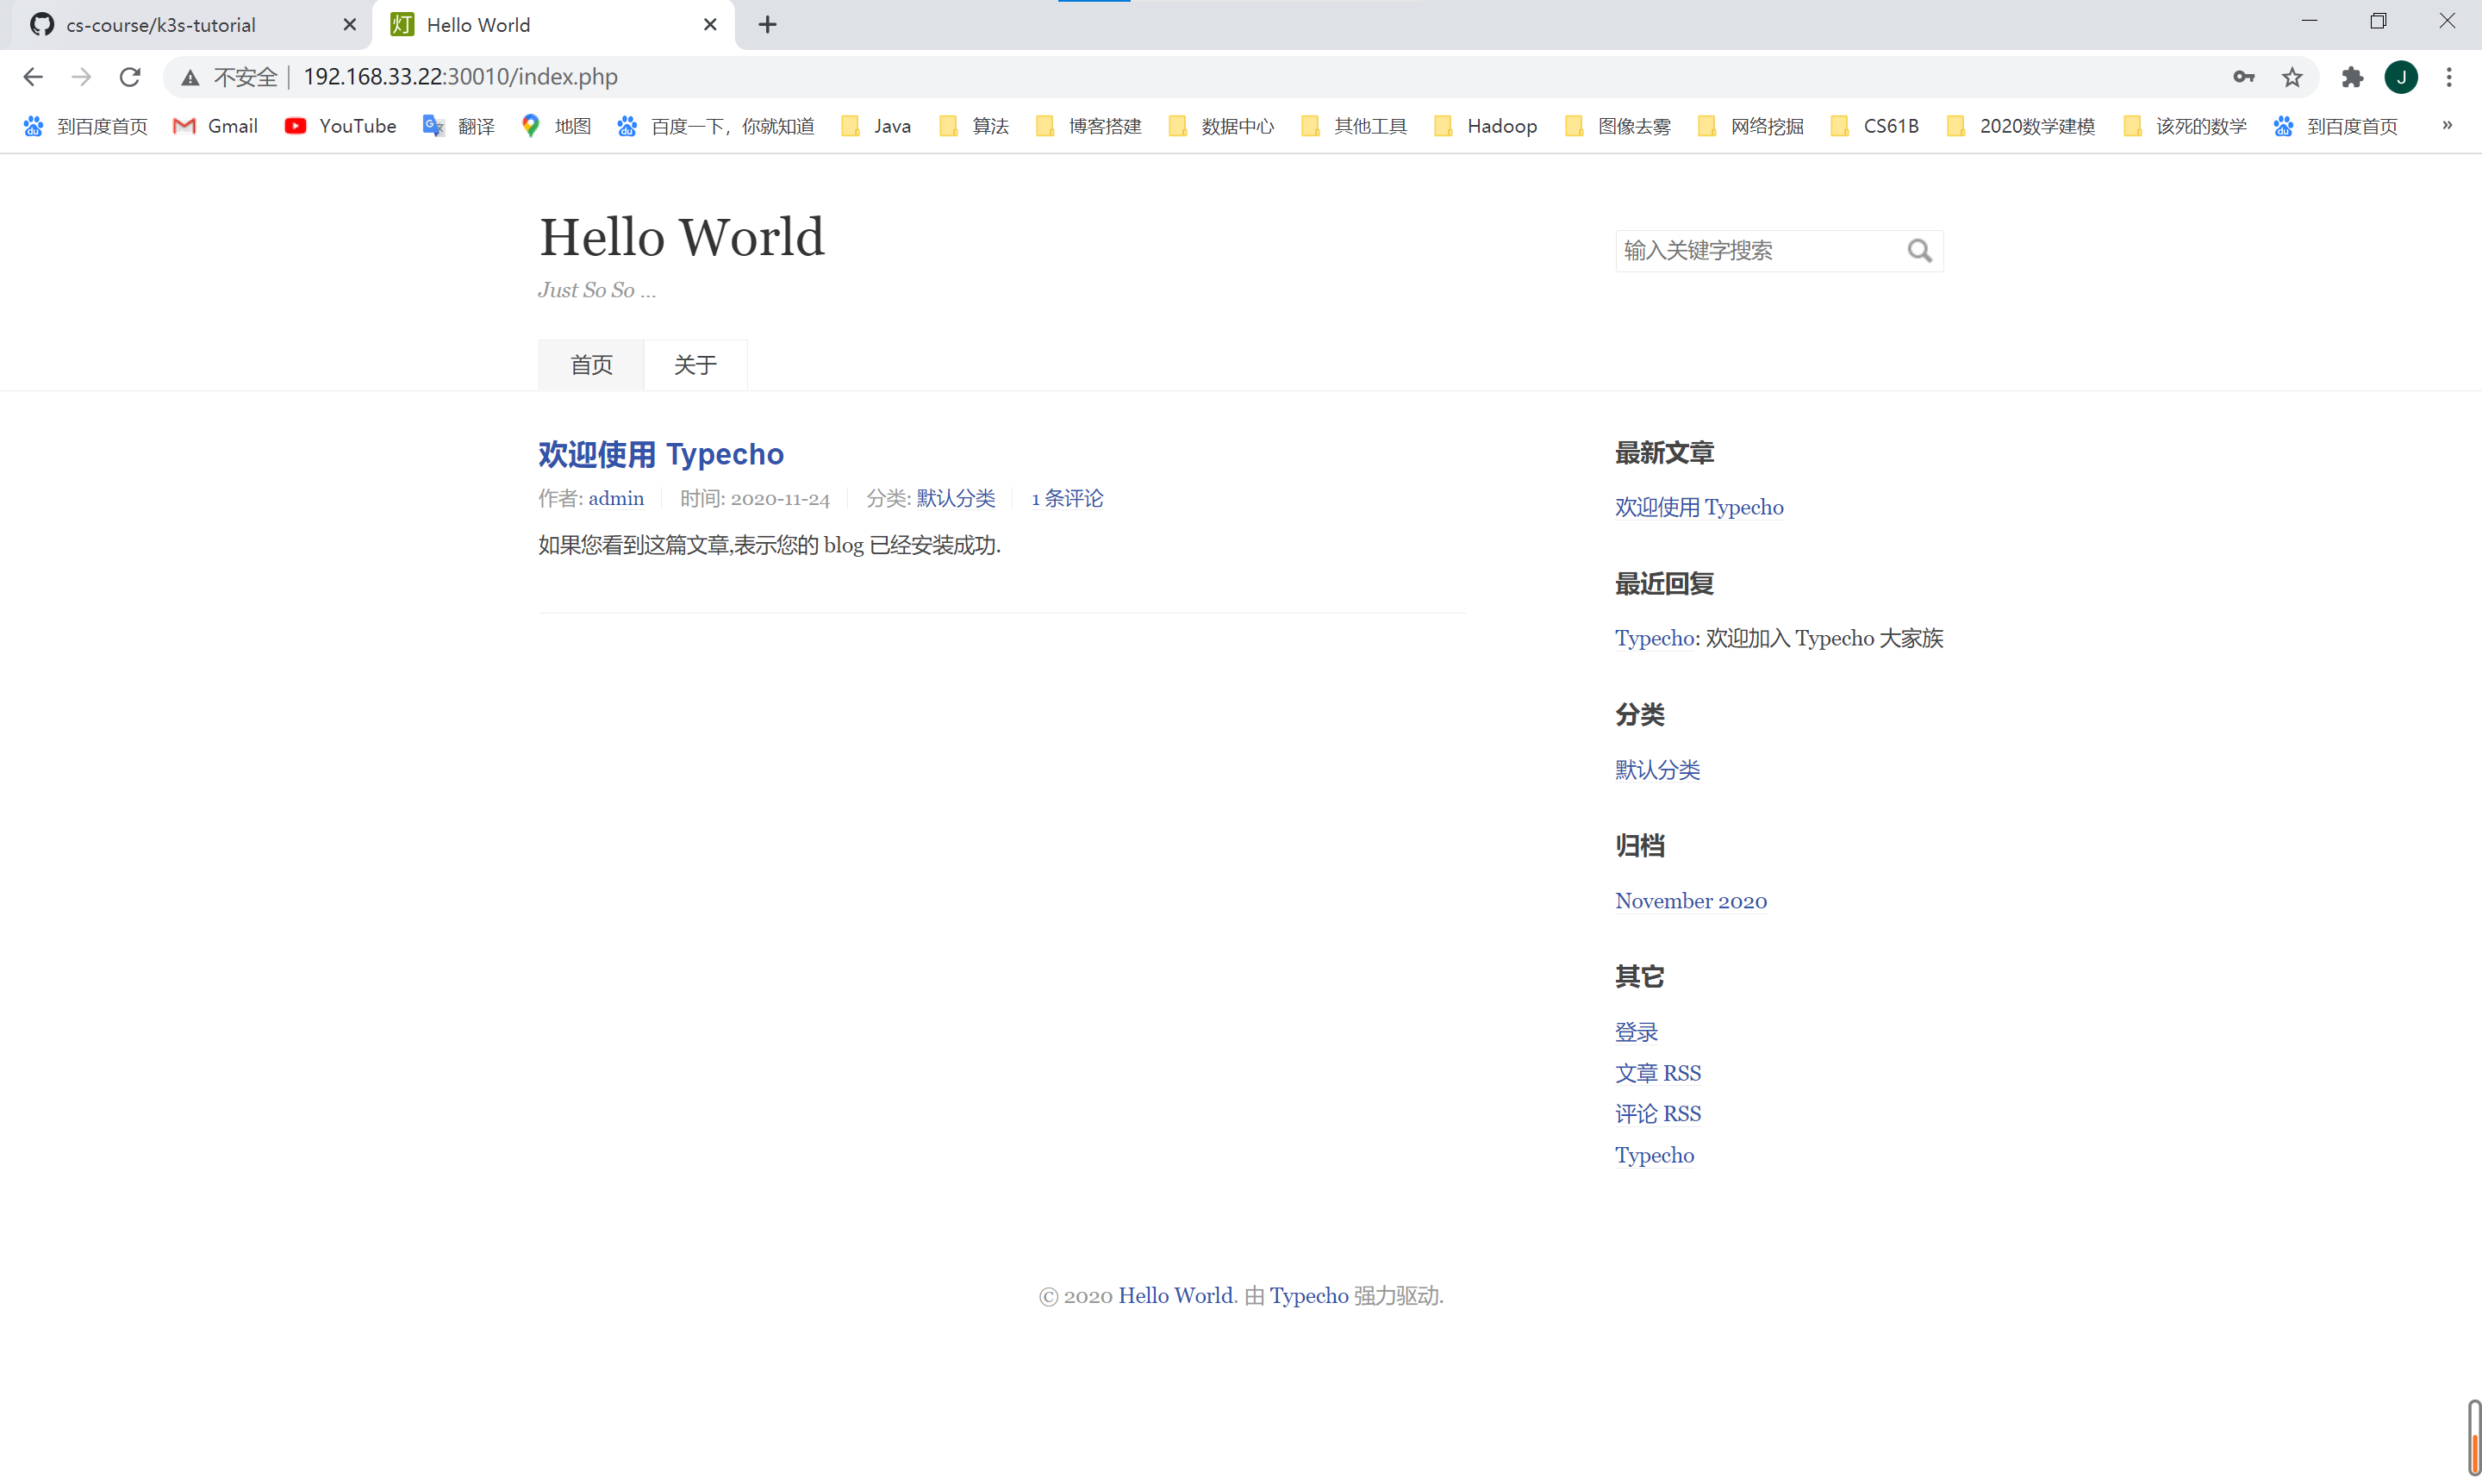 cs-course/k3s-tutorial
灯 Hello World
不安全 192.168.33.22:30010/index.php
J
到百度首页 Gmail YouTube 翻译 地图 百度一下，你就知道 Java 算法 博客搭建 数据中心 其他工具 Hadoop 图像去雾 网络挖掘 CS61B 2020数学建模 该死的数学 到百度首页 »
Hello World
Just So So ...
输入关键字搜索
首页 关于
欢迎使用 Typecho
作者: admin 时间: 2020-11-24 分类: 默认分类 1 条评论
如果您看到这篇文章,表示您的 blog 已经安装成功.
最新文章
欢迎使用 Typecho
最近回复
Typecho: 欢迎加入 Typecho 大家族
分类
默认分类
归档
November 2020
其它
登录
文章 RSS
评论 RSS
Typecho
© 2020 Hello World. 由 Typecho 强力驱动.